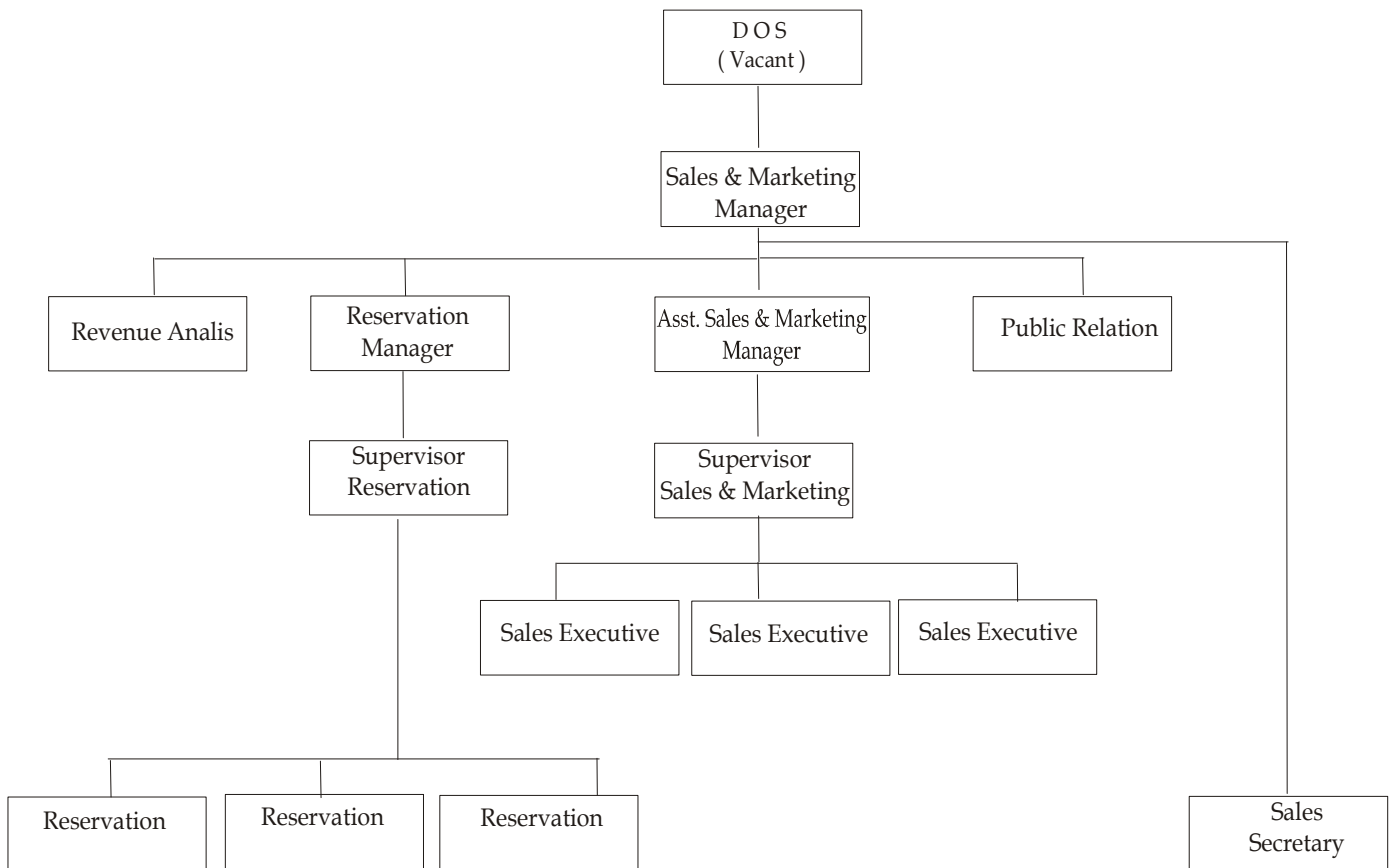 D O S
( Vacant )
Sales & Marketing
Manager
Revenue Analis
Reservation
Manager
Asst. Sales & Marketing
Manager
Public Relation
Supervisor
Reservation
Supervisor
Sales & Marketing
Sales Executive
Sales Executive
Sales Executive
Reservation
Reservation
Reservation
Sales
Secretary